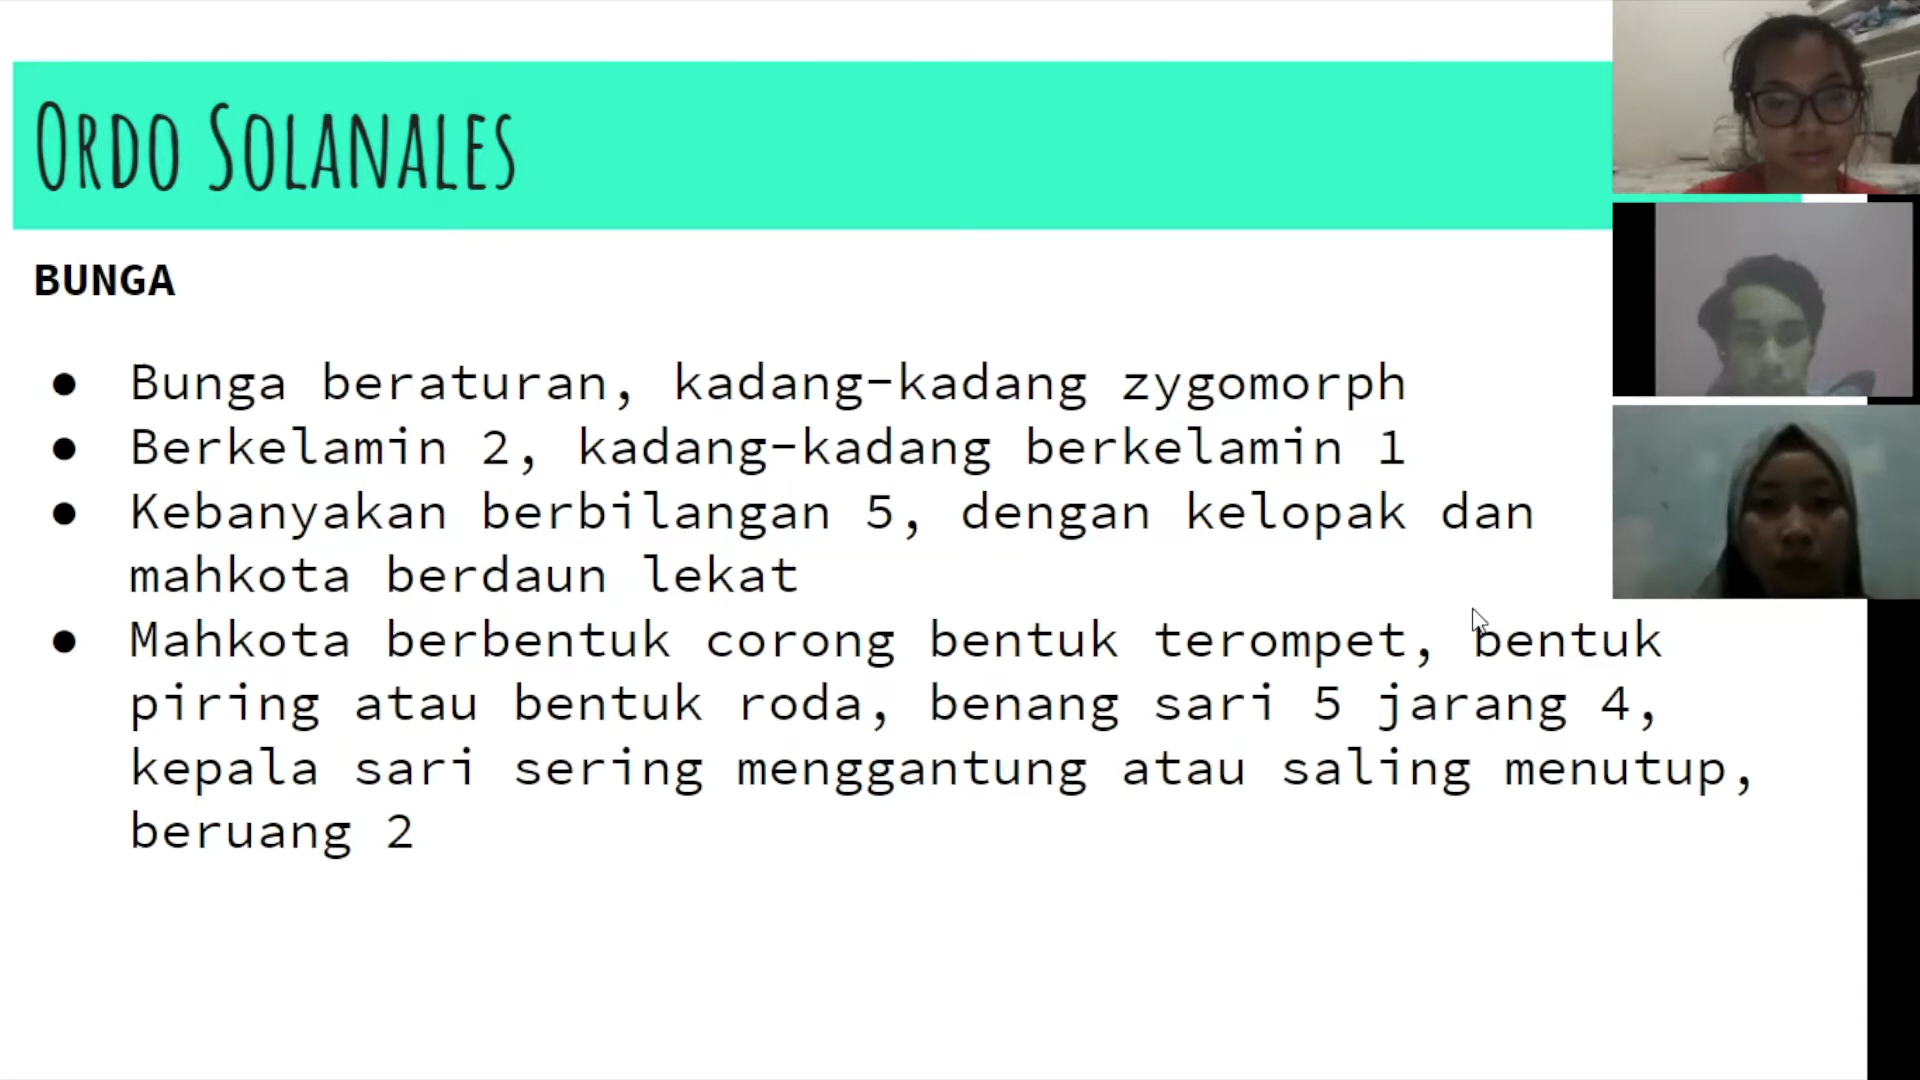 ORDO SOLANALES
BUNGA
● Bunga beraturan, kadang-kadang zygomorph
● Berkelamin 2, kadang-kadang berkelamin 1
● Kebanyakan berbilangan 5, dengan kelopak dan
mahkota berdaun lekat
● Mahkota berbentuk corong bentuk terompet, bentuk
piring atau bentuk roda, benang sari 5 jarang 4,
kepala sari sering menggantung atau saling menutup,
beruang 2